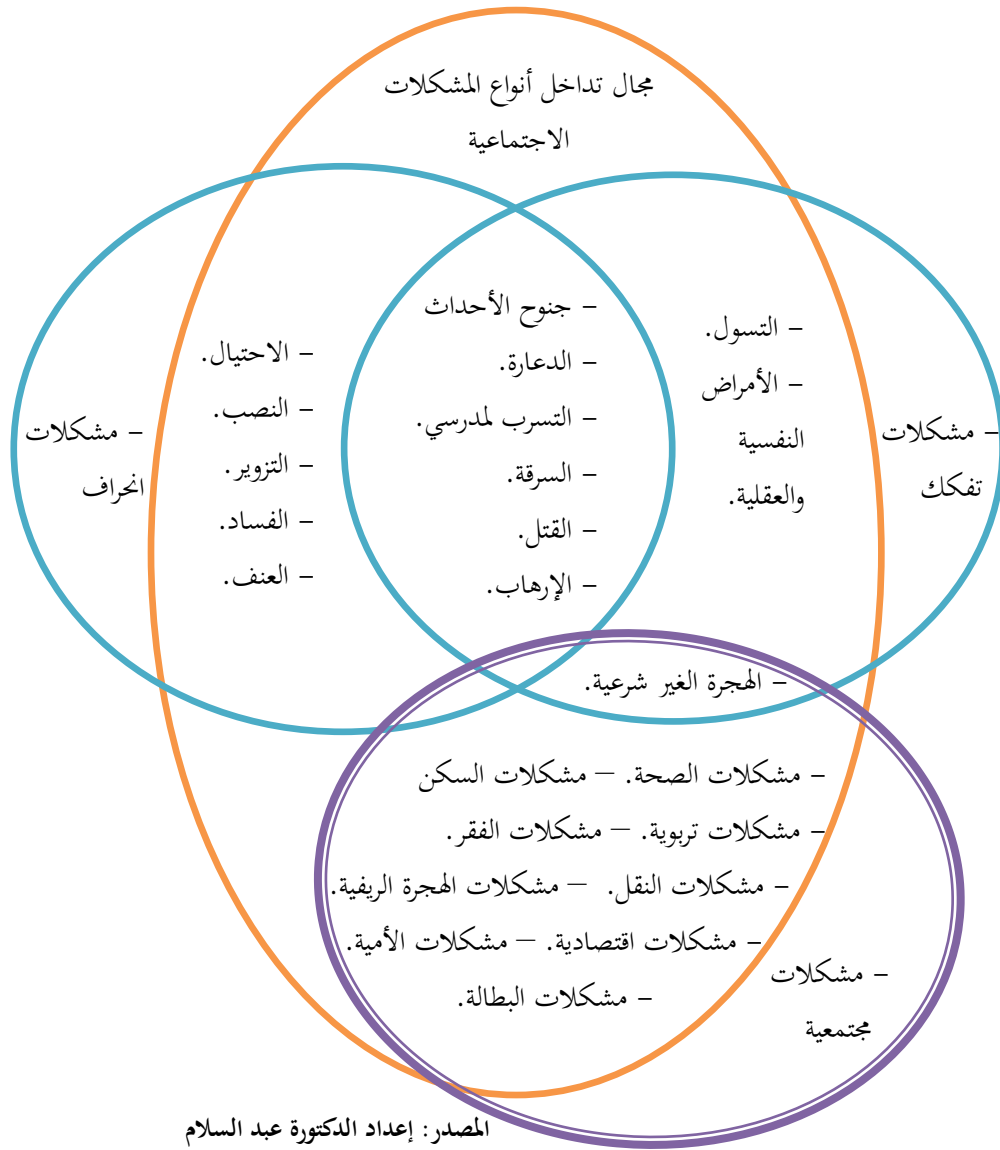 مجال تداخل أنواع المشكلات
الاجتماعية
– جنوح الأحداث
– الدعارة.
– التسرب لمدرسي.
– السرقة.
– القتل.
– الإرهاب.
– التسول.
– الأمراض
النفسية
والعقلية.
– مشكلات
تفكك
– الاحتيال.
– النصب.
– التزوير.
– الفساد.
– العنف.
– مشكلات
انحراف
– الهجرة الغير شرعية.
– مشكلات الصحة. – مشكلات السكن
– مشكلات تربوية. – مشكلات الفقر.
– مشكلات النقل. – مشكلات الهجرة الريفية.
– مشكلات اقتصادية. – مشكلات الأمية.
– مشكلات البطالة.
– مشكلات
مجتمعية
المصدر: إعداد الدكتورة عبد السلام